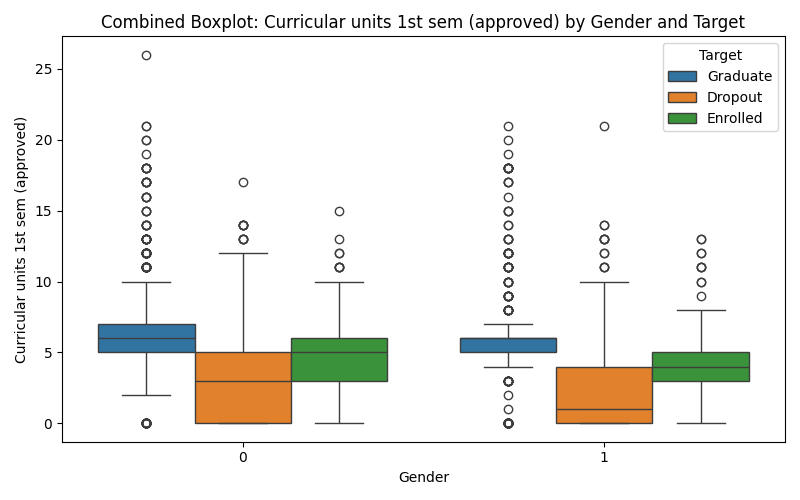 Combined Boxplot: Curricular units 1st sem (approved) by Gender and Target
Curricular units 1st sem (approved)
25
20
15
10
5
0
Target
Graduate
Dropout
Enrolled
0
1
Gender